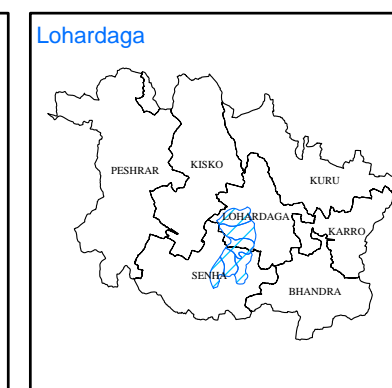 Lohardaga
PESHRAR
KISKO
KURU
LOHARDAGA
KARRO
SENHA
BHANDRA